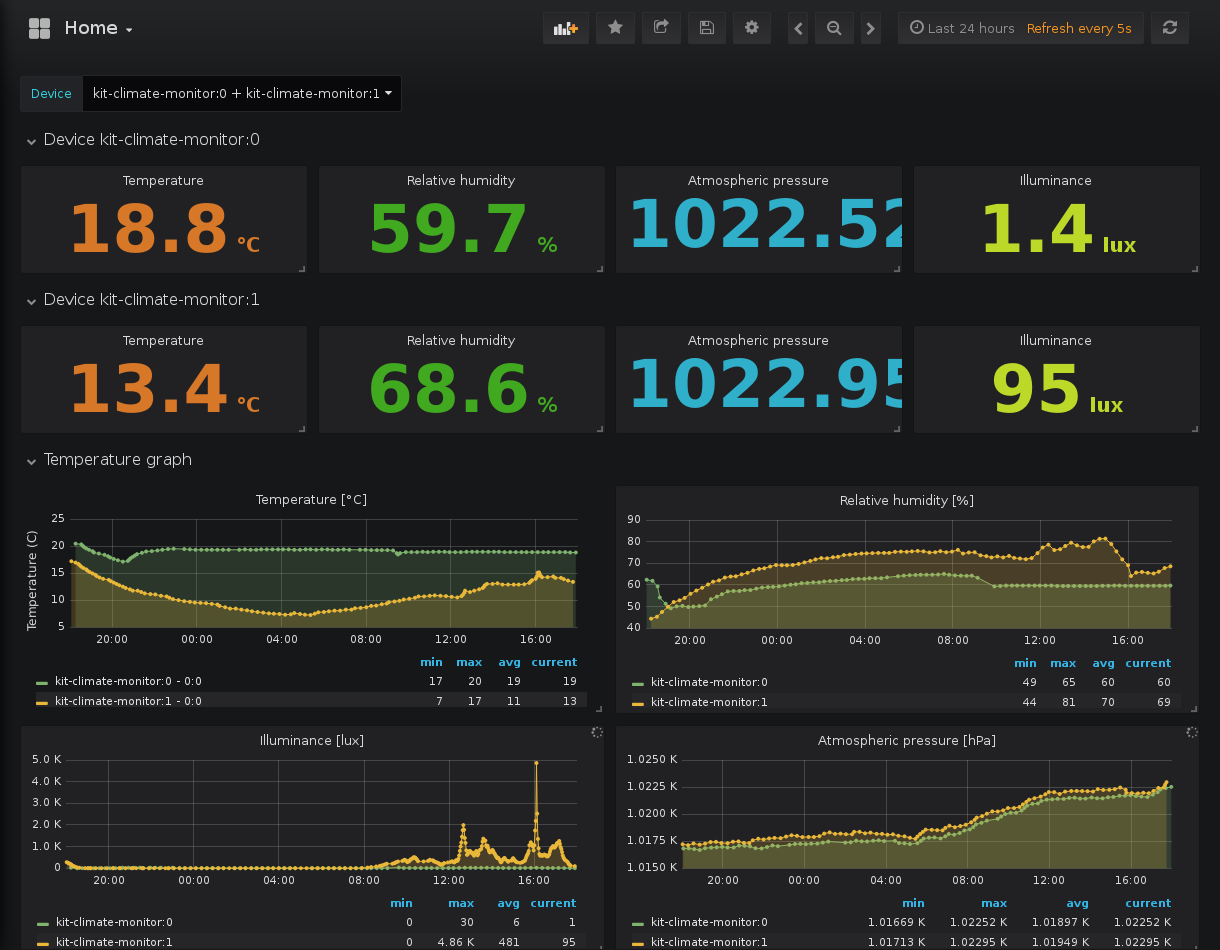 Home
Last 24 hours Refresh every 5s
Device kit-climate-monitor:0 + kit-climate-monitor:1
Device kit-climate-monitor:0
Temperature Relative humidity Atmospheric pressure Illuminance
18.8 °C 59.7 % 1022.52 1.4 lux
Device kit-climate-monitor:1
Temperature Relative humidity Atmospheric pressure Illuminance
13.4 °C 68.6 % 1022.95 95 lux
Temperature graph
Temperature [°C]
Temperature (C)
25
20
15
10
5
20:00 00:00 04:00 08:00 12:00 16:00
min max avg current
kit-climate-monitor:0 - 0:0 17 20 19 19
kit-climate-monitor:1 - 0:0 7 17 11 13
Relative humidity [%]
90
80
70
60
50
40
20:00 00:00 04:00 08:00 12:00 16:00
min max avg current
kit-climate-monitor:0 49 65 60 60
kit-climate-monitor:1 44 81 70 69
Illuminance [lux]
5.0 K
4.0 K
3.0 K
2.0 K
1.0 K
0
20:00 00:00 04:00 08:00 12:00 16:00
min max avg current
kit-climate-monitor:0 0 30 6 1
kit-climate-monitor:1 0 4.86 K 481 95
Atmospheric pressure [hPa]
1.0250 K
1.0225 K
1.0200 K
1.0175 K
1.0150 K
20:00 00:00 04:00 08:00 12:00 16:00
min max avg current
kit-climate-monitor:0 1.01669 K 1.02252 K 1.01897 K 1.02252 K
kit-climate-monitor:1 1.01713 K 1.02295 K 1.01949 K 1.02295 K